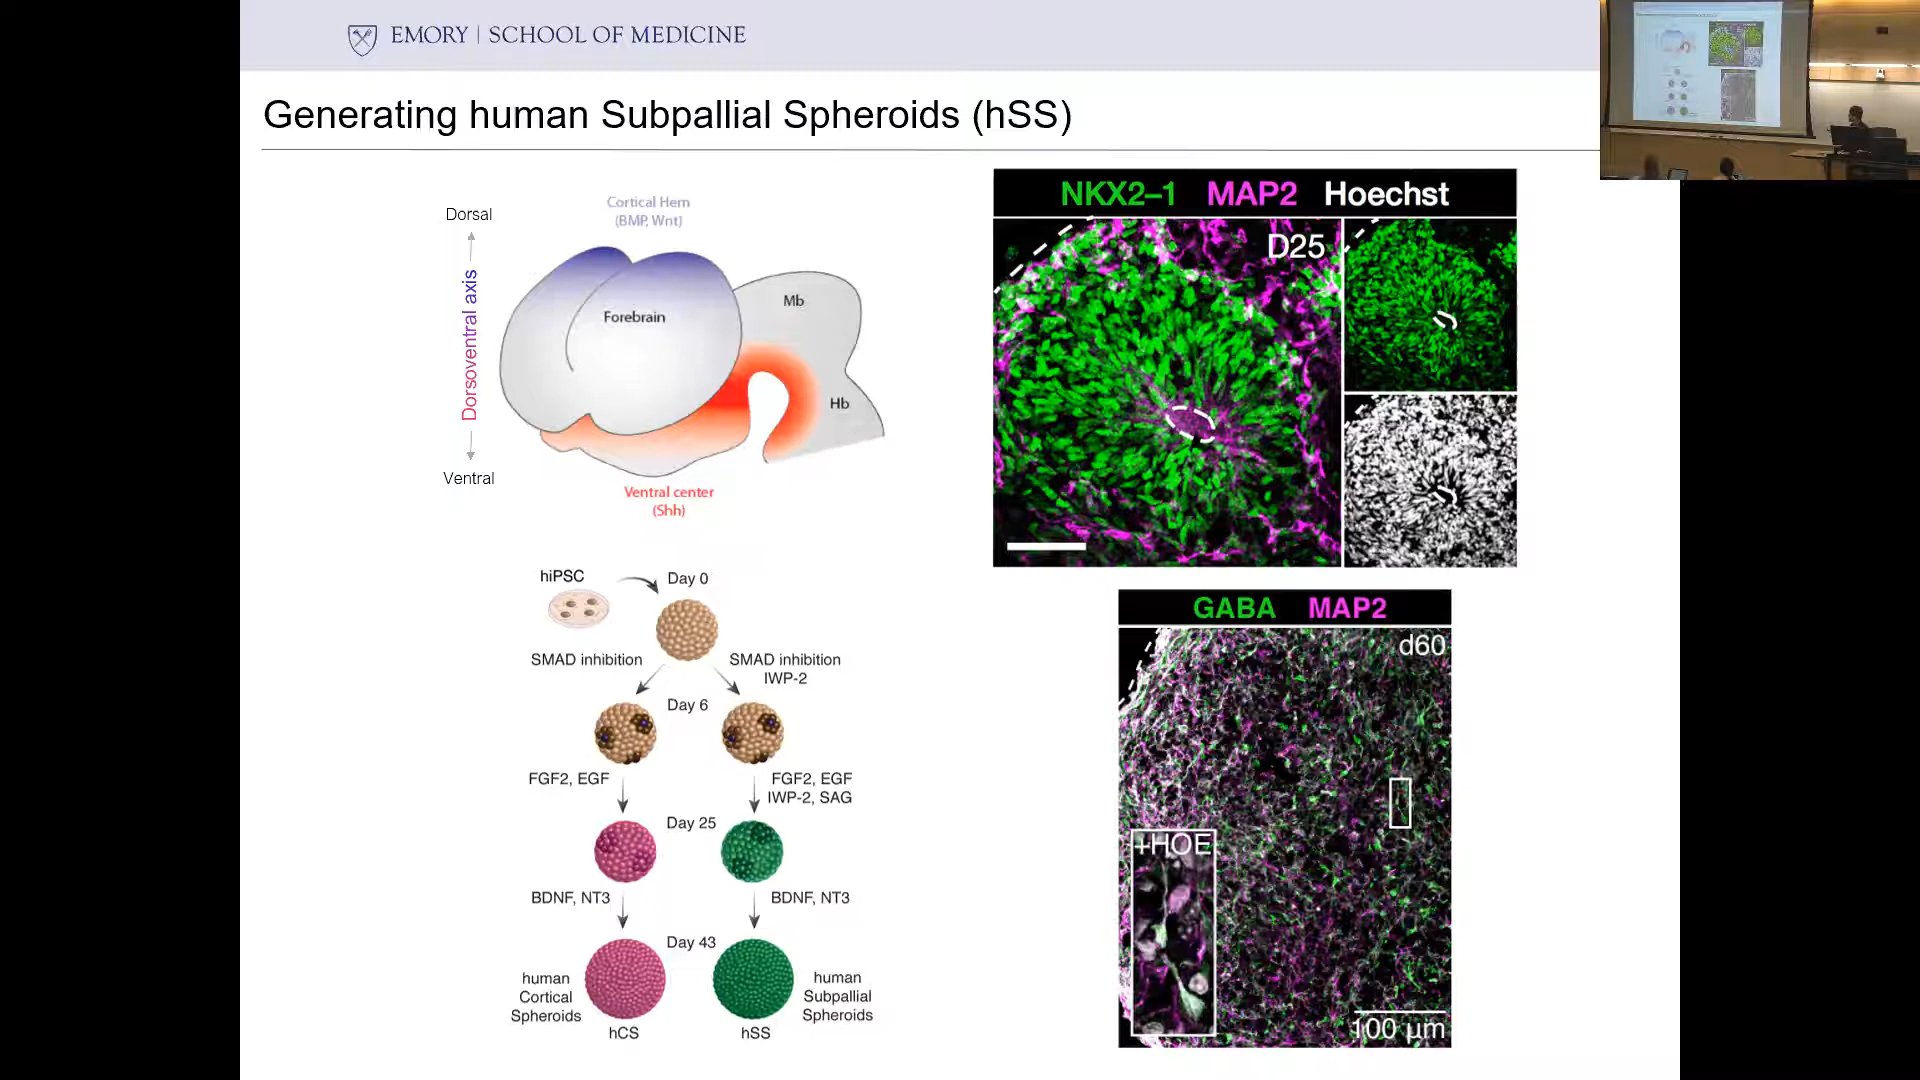 EMORY | SCHOOL OF MEDICINE
Generating human Subpallial Spheroids (hSS)
Dorsal
Dorsoventral axis
Ventral
Cortical Hem
(BMP, Wnt)
Forebrain
Mb
Hb
Ventral center
(Shh)
hiPSC
Day 0
SMAD inhibition
SMAD inhibition
IWP-2
Day 6
FGF2, EGF
FGF2, EGF
IWP-2, SAG
Day 25
BDNF, NT3
BDNF, NT3
Day 43
human
Cortical
Spheroids
hCS
human
Subpallial
Spheroids
hSS
NKX2–1 MAP2 Hoechst
D25
GABA MAP2
d60
+HOE
100 µm